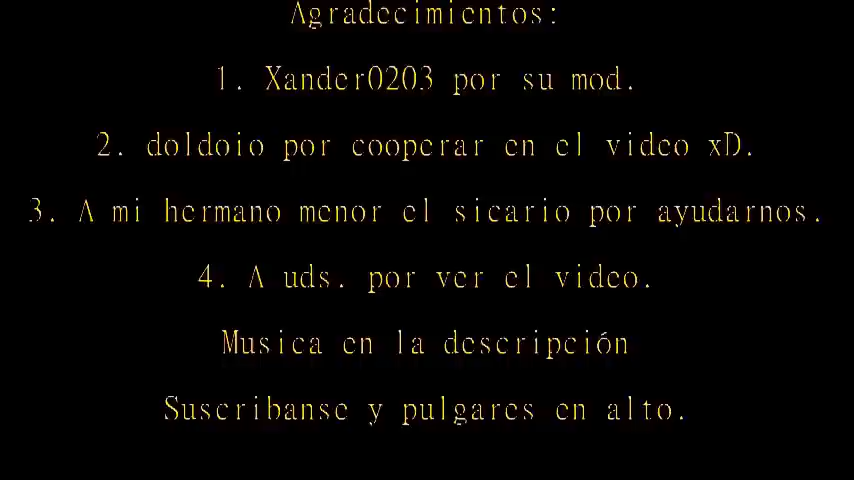 Agradecimientos:
1. Xander0203 por su mod.
2. doldoio por cooperar en el video xD.
3. A mi hermano menor el sicario por ayudarnos.
4. A uds. por ver el video.
Musica en la descripción
Suscribanse y pulgares en alto.